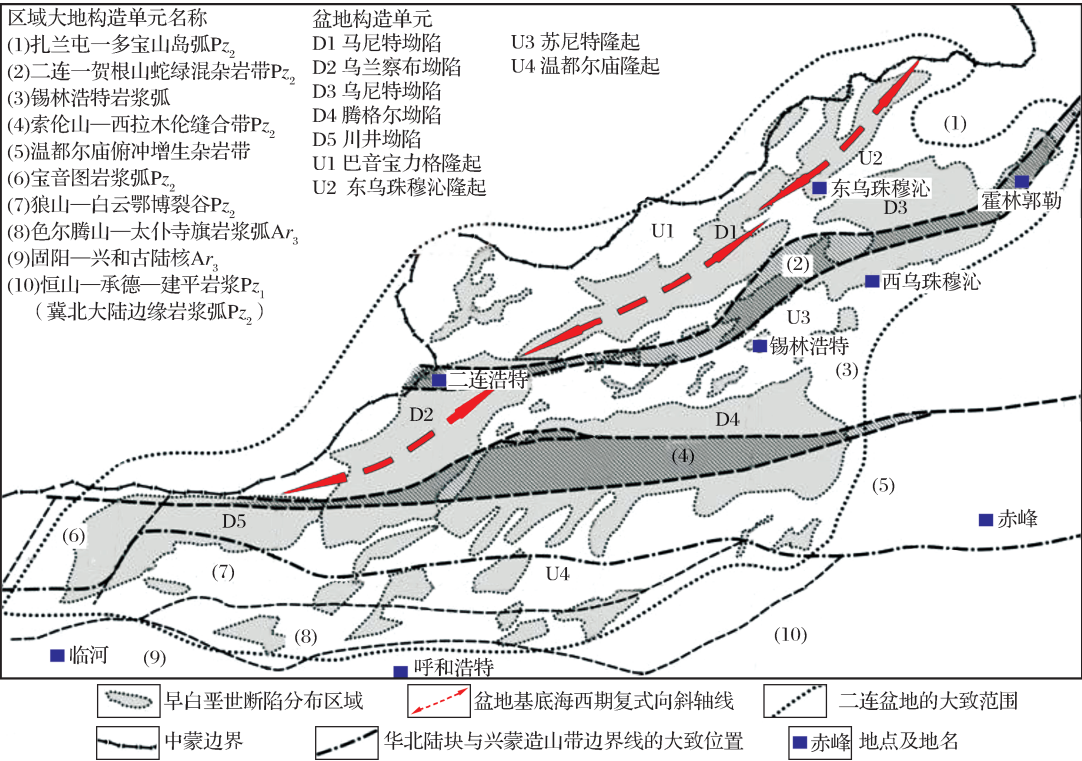 区域大地构造单元名称
(1)扎兰屯一多宝山岛弧Pz2
(2)二连一贺根山蛇绿混杂岩带Pz2
(3)锡林浩特岩浆弧
(4)索伦山—西拉木伦缝合带Pz2
(5)温都尔庙俯冲增生杂岩带
(6)宝音图岩浆弧Pz2
(7)狼山—白云鄂博裂谷Pz2
(8)色尔腾山—太仆寺旗岩浆弧Ar3
(9)固阳—兴和古陆核Ar3
(10)恒山—承德—建平岩浆Pz1
（冀北大陆边缘岩浆弧Pz2）
盆地构造单元
D1 马尼特坳陷
D2 乌兰察布坳陷
D3 乌尼特坳陷
D4 腾格尔坳陷
D5 川井坳陷
U1 巴音宝力格隆起
U2 东乌珠穆沁隆起
U3 苏尼特隆起
U4 温都尔庙隆起
(1)
U2
东乌珠穆沁
霍林郭勒
D3
U1
D1
(2)
西乌珠穆沁
U3
锡林浩特
(3)
二连浩特
D2
D4
(4)
(5)
赤峰
D5
(6)
(7)
U4
(8)
(10)
临河
(9)
呼和浩特
早白垩世断陷分布区域
盆地基底海西期复式向斜轴线
二连盆地的大致范围
中蒙边界
华北陆块与兴蒙造山带边界线的大致位置
赤峰 地点及地名